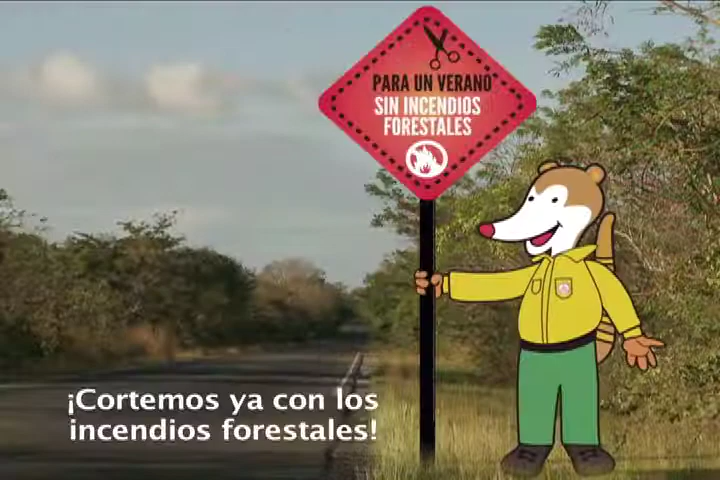 PARA UN VERANO
SIN INCENDIOS
FORESTALES
¡Cortemos ya con los
incendios forestales!